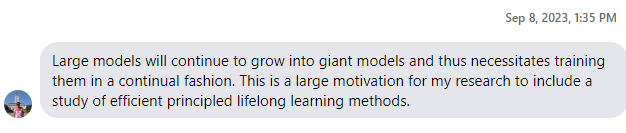 Sep 8, 2023, 1:35 PM
Large models will continue to grow into giant models and thus necessitates training
them in a continual fashion. This is a large motivation for my research to include a
study of efficient principled lifelong learning methods.